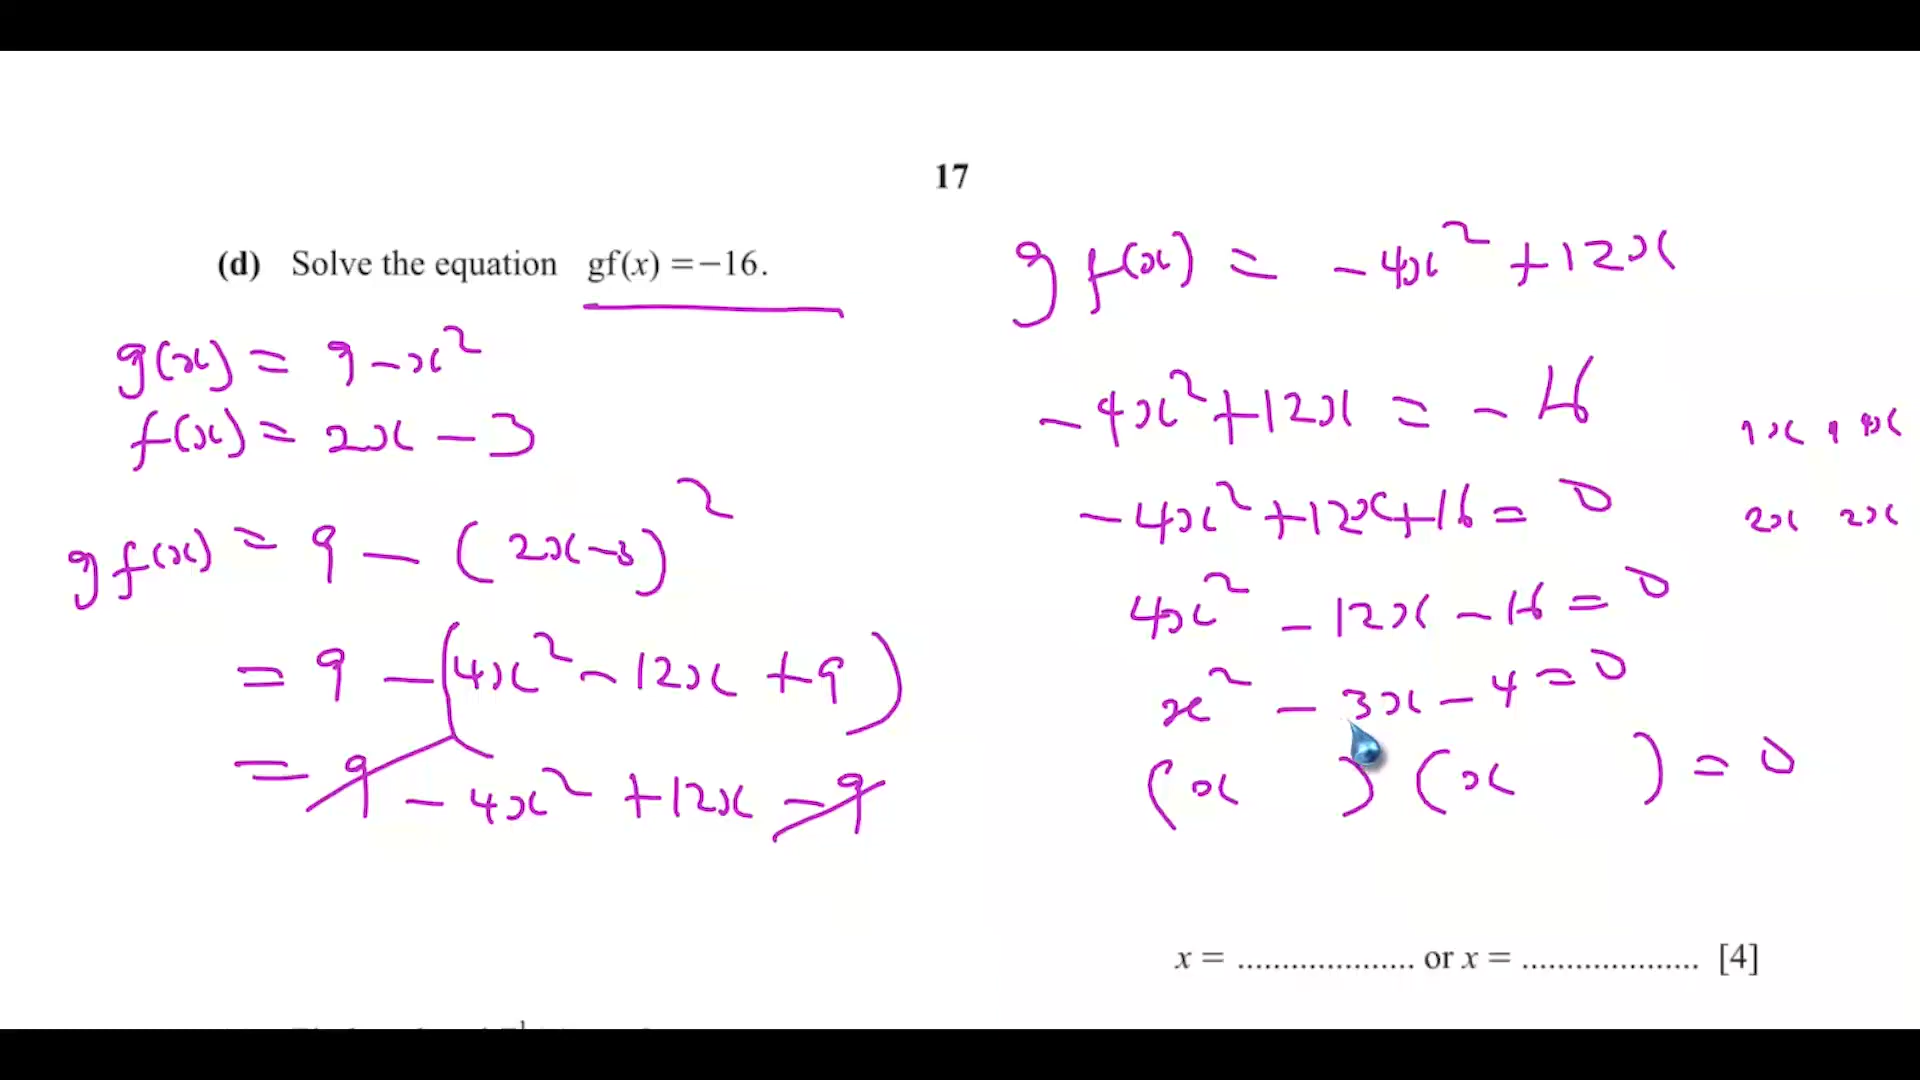 17
(d) Solve the equation gf(x) = −16.
g(x) = 9 − x²
f(x) = 2x − 3
gf(x) = 9 − (2x−3)²
= 9 − (4x² − 12x + 9)
= 9 − 4x² + 12x − 9
gf(x) = −4x² + 12x
−4x² + 12x = −16
−4x² + 12x + 16 = 0
4x² − 12x − 16 = 0
x² − 3x − 4 = 0
(x ) (x ) = 0
2x 2x
x = .................... or x = .................... [4]